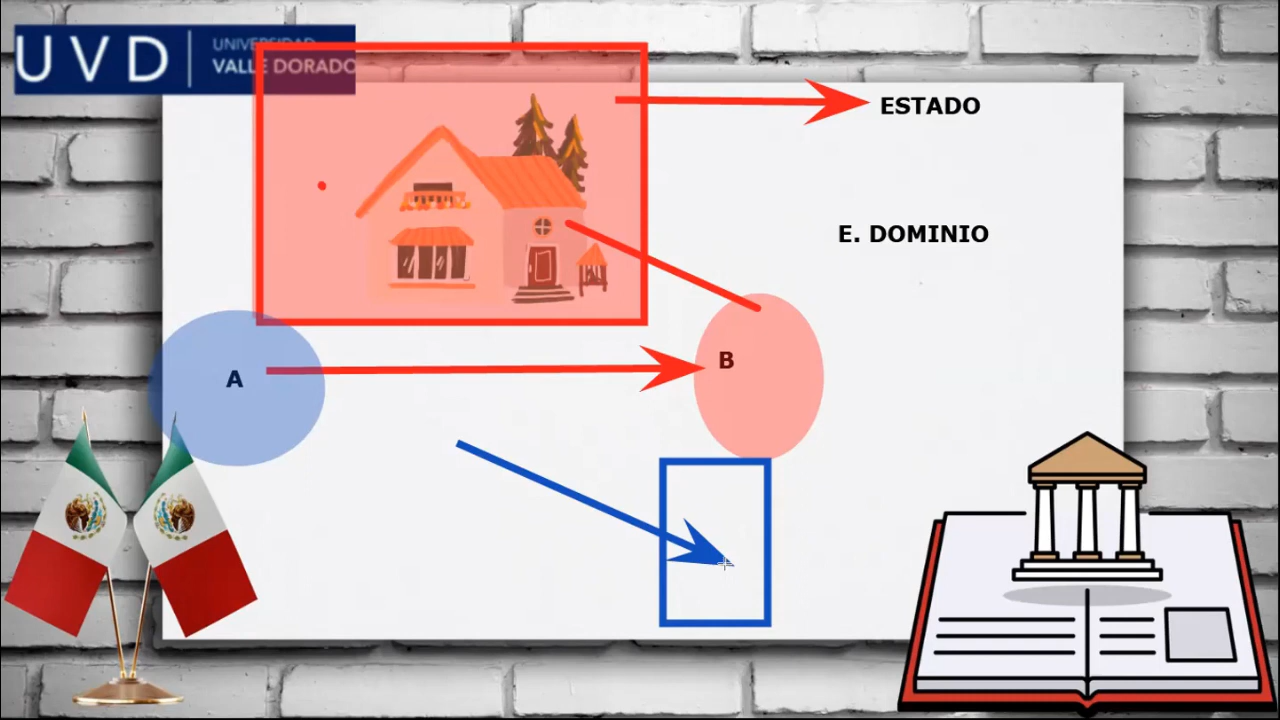 UVD
UNIVERSIDAD
VALLE DORADO
ESTADO
E. DOMINIO
B
A